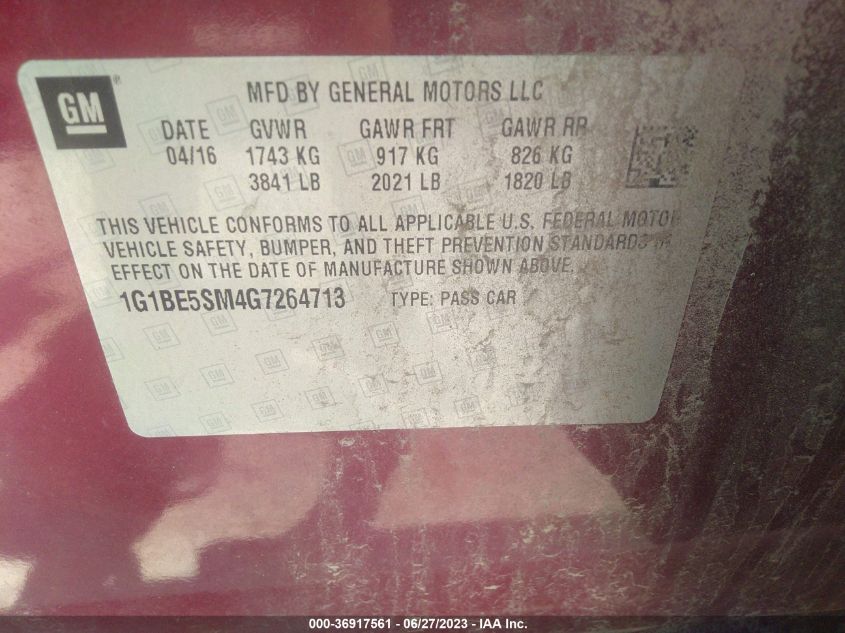 GM®
MFD BY GENERAL MOTORS LLC
DATE GVWR GAWR FRT GAWR RR
04/16 1743 KG 917 KG 826 KG
3841 LB 2021 LB 1820 LB
THIS VEHICLE CONFORMS TO ALL APPLICABLE U.S. FEDERAL MOTOR
VEHICLE SAFETY, BUMPER, AND THEFT PREVENTION STANDARDS IN
EFFECT ON THE DATE OF MANUFACTURE SHOWN ABOVE.
1G1BE5SM4G7264713 TYPE: PASS CAR
000-36917561 - 06/27/2023 - IAA Inc.